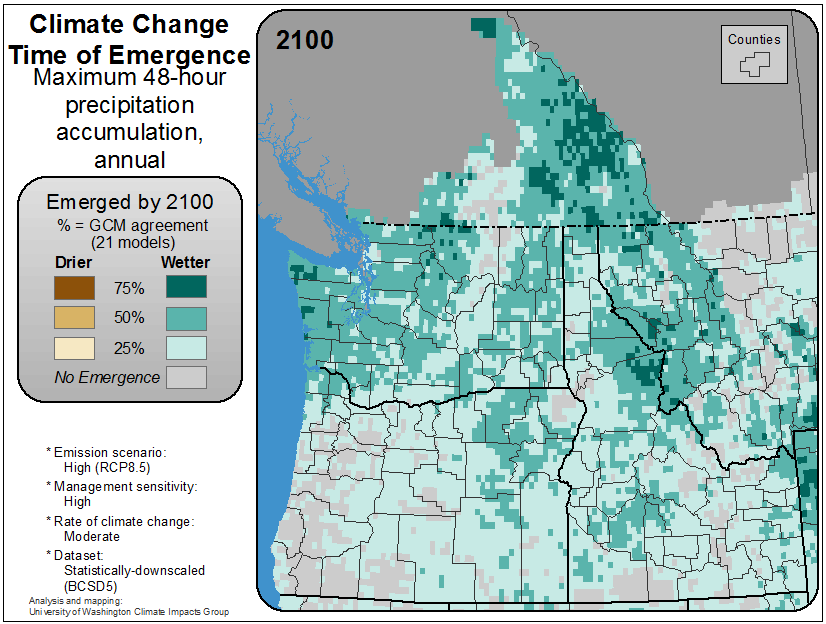 Climate Change
Time of Emergence
Maximum 48-hour
precipitation
accumulation,
annual
Emerged by 2100
% = GCM agreement
(21 models)
Drier Wetter
75%
50%
25%
No Emergence
* Emission scenario:
High (RCP8.5)
* Management sensitivity:
High
* Rate of climate change:
Moderate
* Dataset:
Statistically-downscaled
(BCSD5)
Analysis and mapping:
University of Washington Climate Impacts Group
2100
Counties